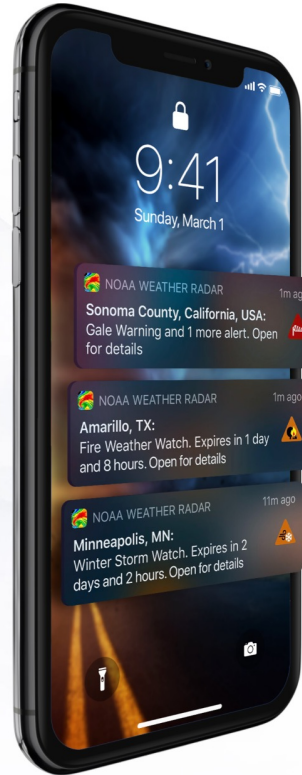 9:41
Sunday, March 1
NOAA WEATHER RADAR 1m ago
Sonoma County, California, USA:
Gale Warning and 1 more alert. Open
for details
NOAA WEATHER RADAR 1m ago
Amarillo, TX:
Fire Weather Watch. Expires in 1 day
and 8 hours. Open for details
NOAA WEATHER RADAR 11m ago
Minneapolis, MN:
Winter Storm Watch. Expires in 2
days and 2 hours. Open for details